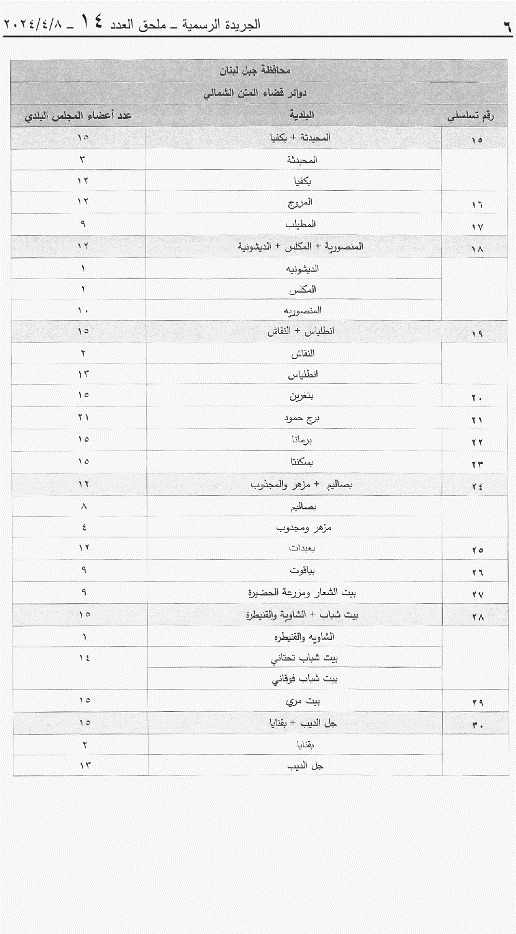 ٦ الجريدة الرسمية ـ ملحق العدد ١٤ ـ ٢٠٢٤/٤/٨
محافظة جبل لبنان
دوائر قضاء المتن الشمالي
رقم تسلسلي البلدية عدد أعضاء المجلس البلدي
١٥ المحيدثة + بكفيا ١٥
المحيدثة ٣
بكفيا ١٢
١٦ المروج ١٢
١٧ المطيلب ٩
١٨ المنصورية + المكلس + الديشونية ١٢
الديشونيه ١
المكلس ١
المنصوريه ١٠
١٩ انطلياس + النقاش ١٥
النقاش ٢
انطلياس ١٣
٢٠ بتغرين ١٥
٢١ برج حمود ٢١
٢٢ برمانا ١٥
٢٣ بسكنتا ١٥
٢٤ بصاليم + مزهر والمجذوب ١٢
بصاليم ٨
مزهر ومجذوب ٤
٢٥ بعبدات ١٢
٢٦ بياقوت ٩
٢٧ بيت الشعار ومزرعة الحضيرة ٩
٢٨ بيت شباب + الشاوية والقنيطرة ١٥
الشاويه والقنيطره ١
بيت شباب تحتاني ١٤
بيت شباب فوقاني
٢٩ بيت مري ١٥
٣٠ جل الديب + بقنايا ١٥
بقنايا ٢
جل الديب ١٣